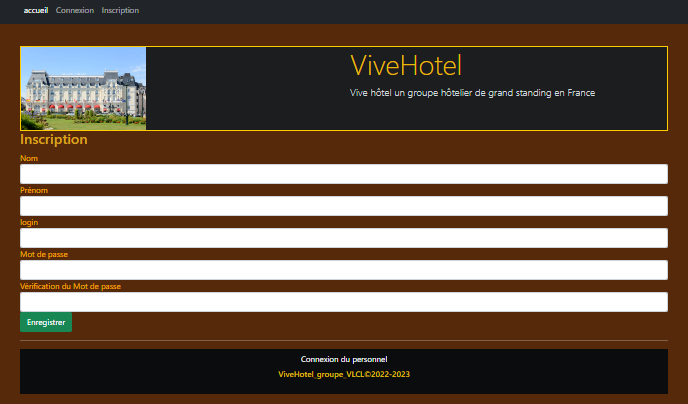 accueil Connexion Inscription
ViveHotel
Vive hôtel un groupe hôtelier de grand standing en France
Inscription
Nom
Prénom
login
Mot de passe
Vérification du Mot de passe
Enregistrer
Connexion du personnel
ViveHotel_groupe_VLCL©2022-2023